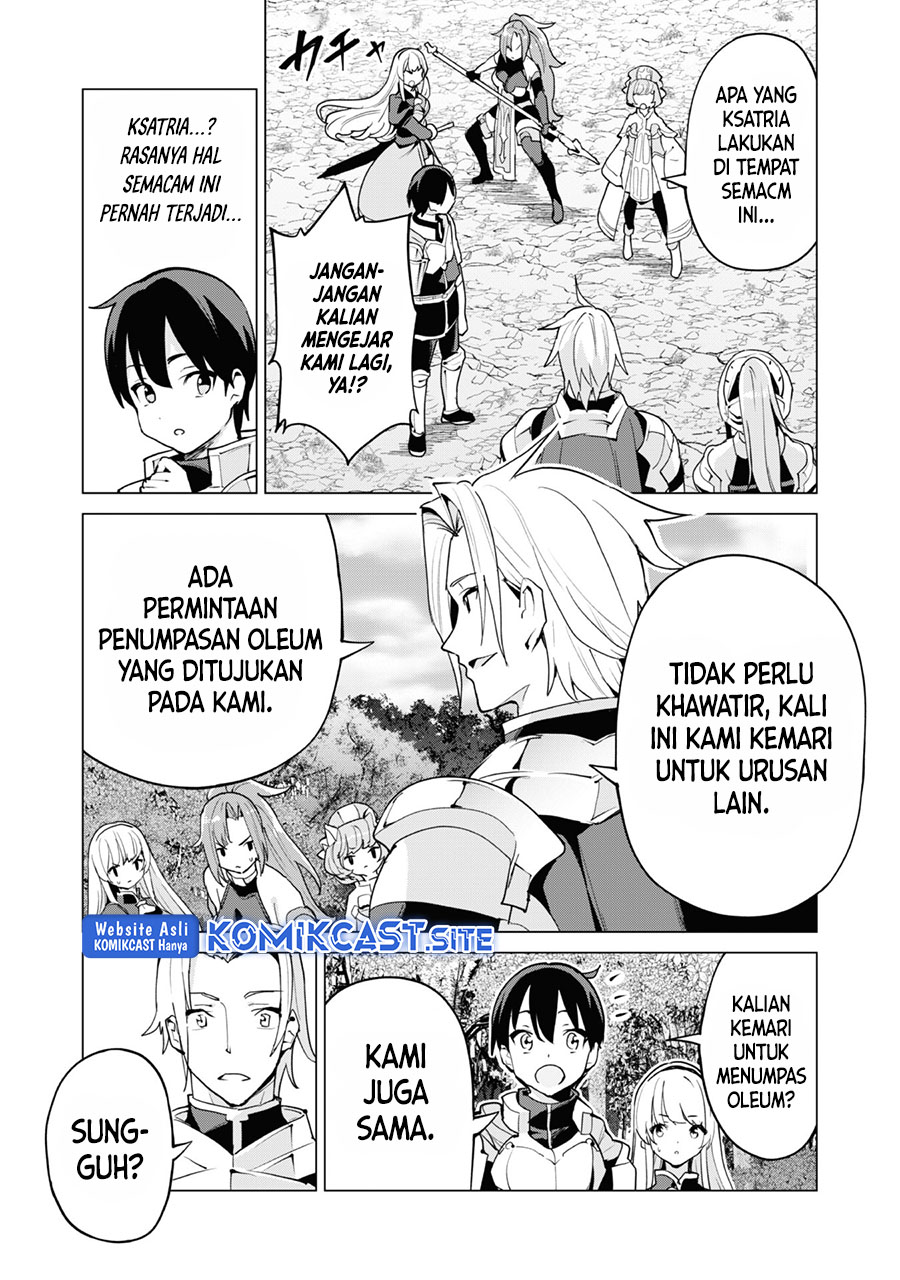 カチャ
APA YANG
KSATRIA
LAKUKAN
DI TEMPAT
SEMACM
INI...
JANGAN-
JANGAN
KALIAN
MENGEJAR
KAMI LAGI,
YA!?
KSATRIA...?
RASANYA HAL
SEMACAM INI
PERNAH TERJADI...
TIDAK PERLU
KHAWATIR, KALI
INI KAMI KEMARI
UNTUK URUSAN
LAIN.
ADA
PERMINTAAN
PENUMPASAN OLEUM
YANG DITUJUKAN
PADA KAMI.
Website Asli
KOMIKCAST Hanya
KOMIKCAST.SITE
KALIAN
KEMARI
UNTUK
MENUMPAS
OLEUM?
KAMI
JUGA
SAMA.
SUNG-
GUH?